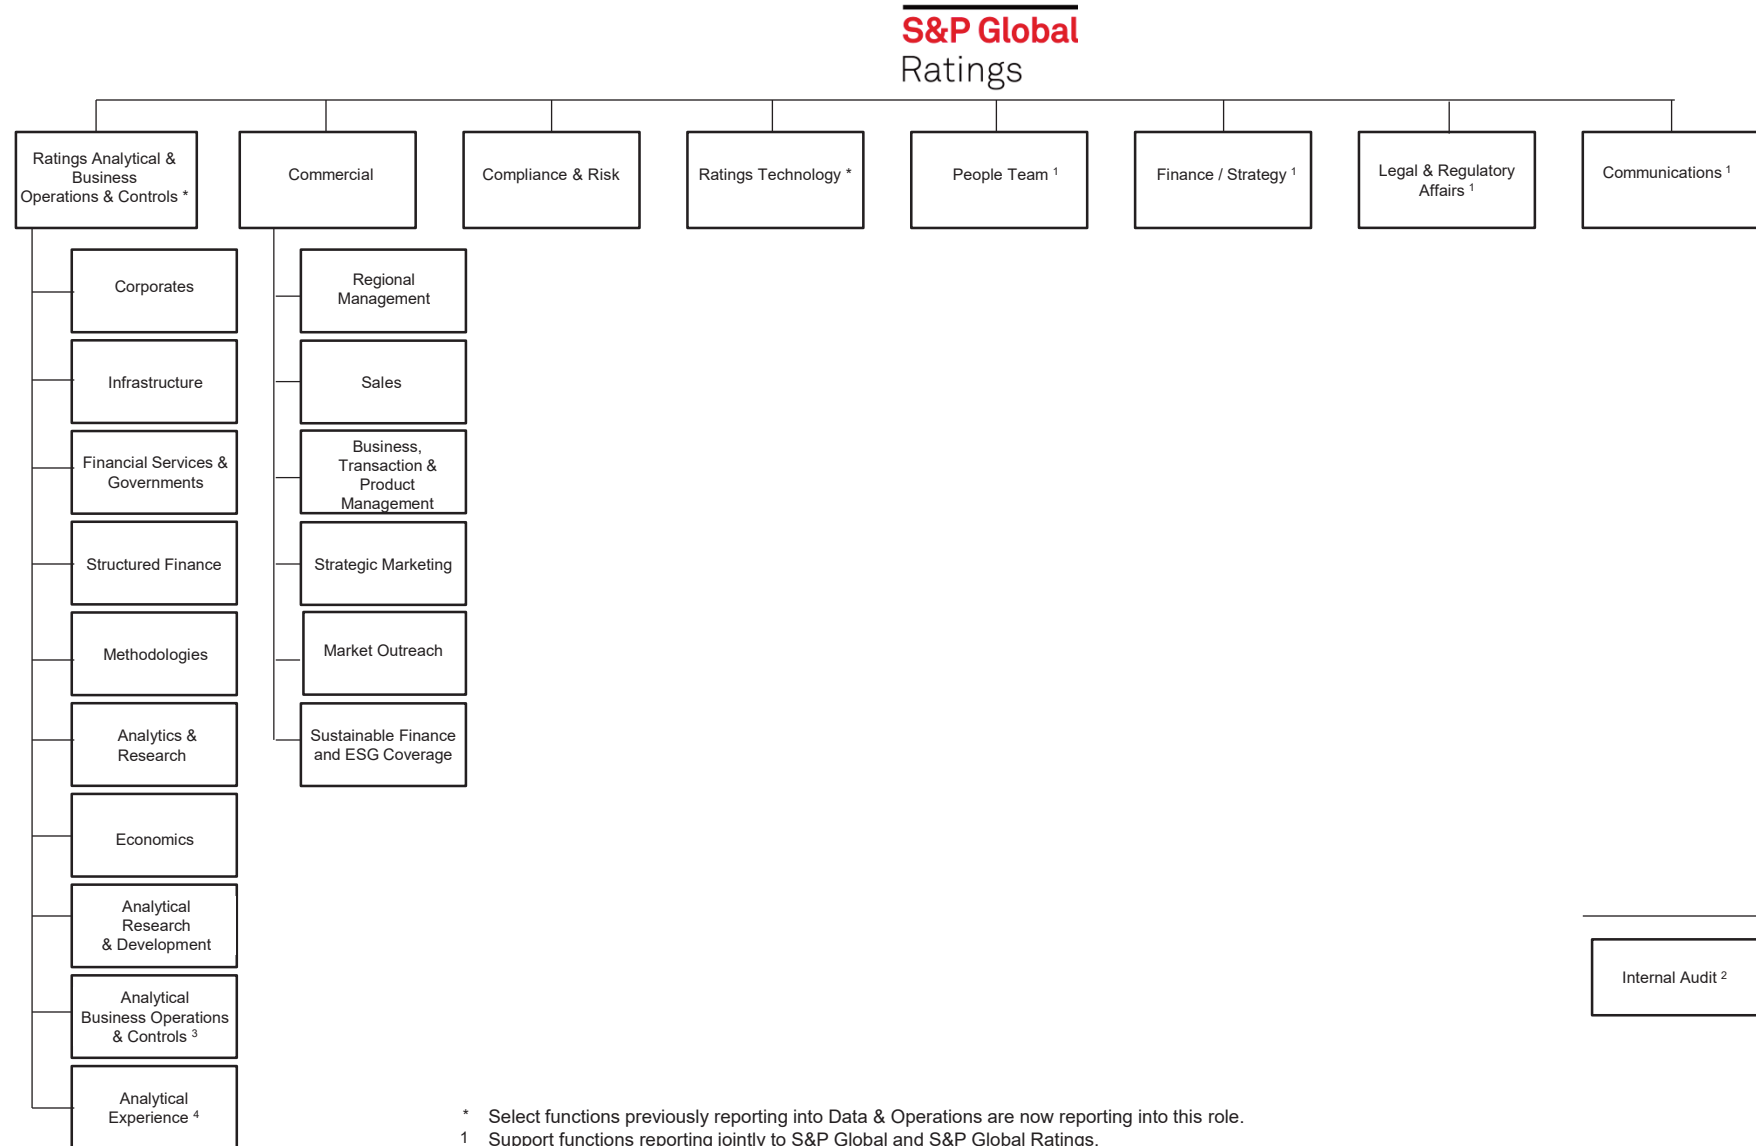 S&P Global
Ratings
Ratings Analytical &
Business
Operations & Controls *
Commercial
Compliance & Risk
Ratings Technology *
People Team 1
Finance / Strategy 1
Legal & Regulatory
Affairs 1
Communications 1
Corporates
Infrastructure
Financial Services &
Governments
Structured Finance
Methodologies
Analytics &
Research
Economics
Analytical
Research
& Development
Analytical
Business Operations
& Controls 3
Analytical
Experience 4
Regional
Management
Sales
Business,
Transaction &
Product
Management
Strategic Marketing
Market Outreach
Sustainable Finance
and ESG Coverage
Internal Audit 2
* Select functions previously reporting into Data & Operations are now reporting into this role.
1 Support functions reporting jointly to S&P Global and S&P Global Ratings.